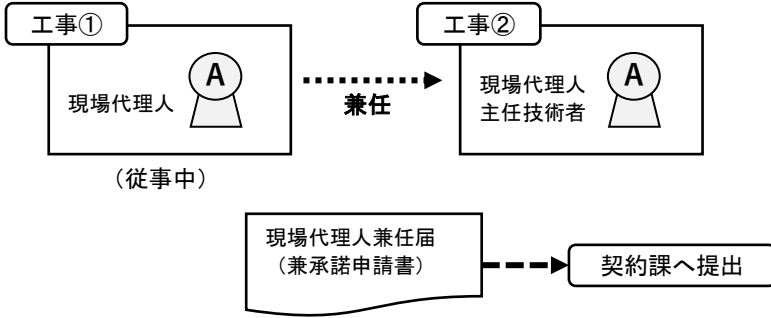 工事①
工事②
A
現場代理人
兼任
A
現場代理人
主任技術者
（従事中）
現場代理人兼任届
（兼承諾申請書）
契約課へ提出